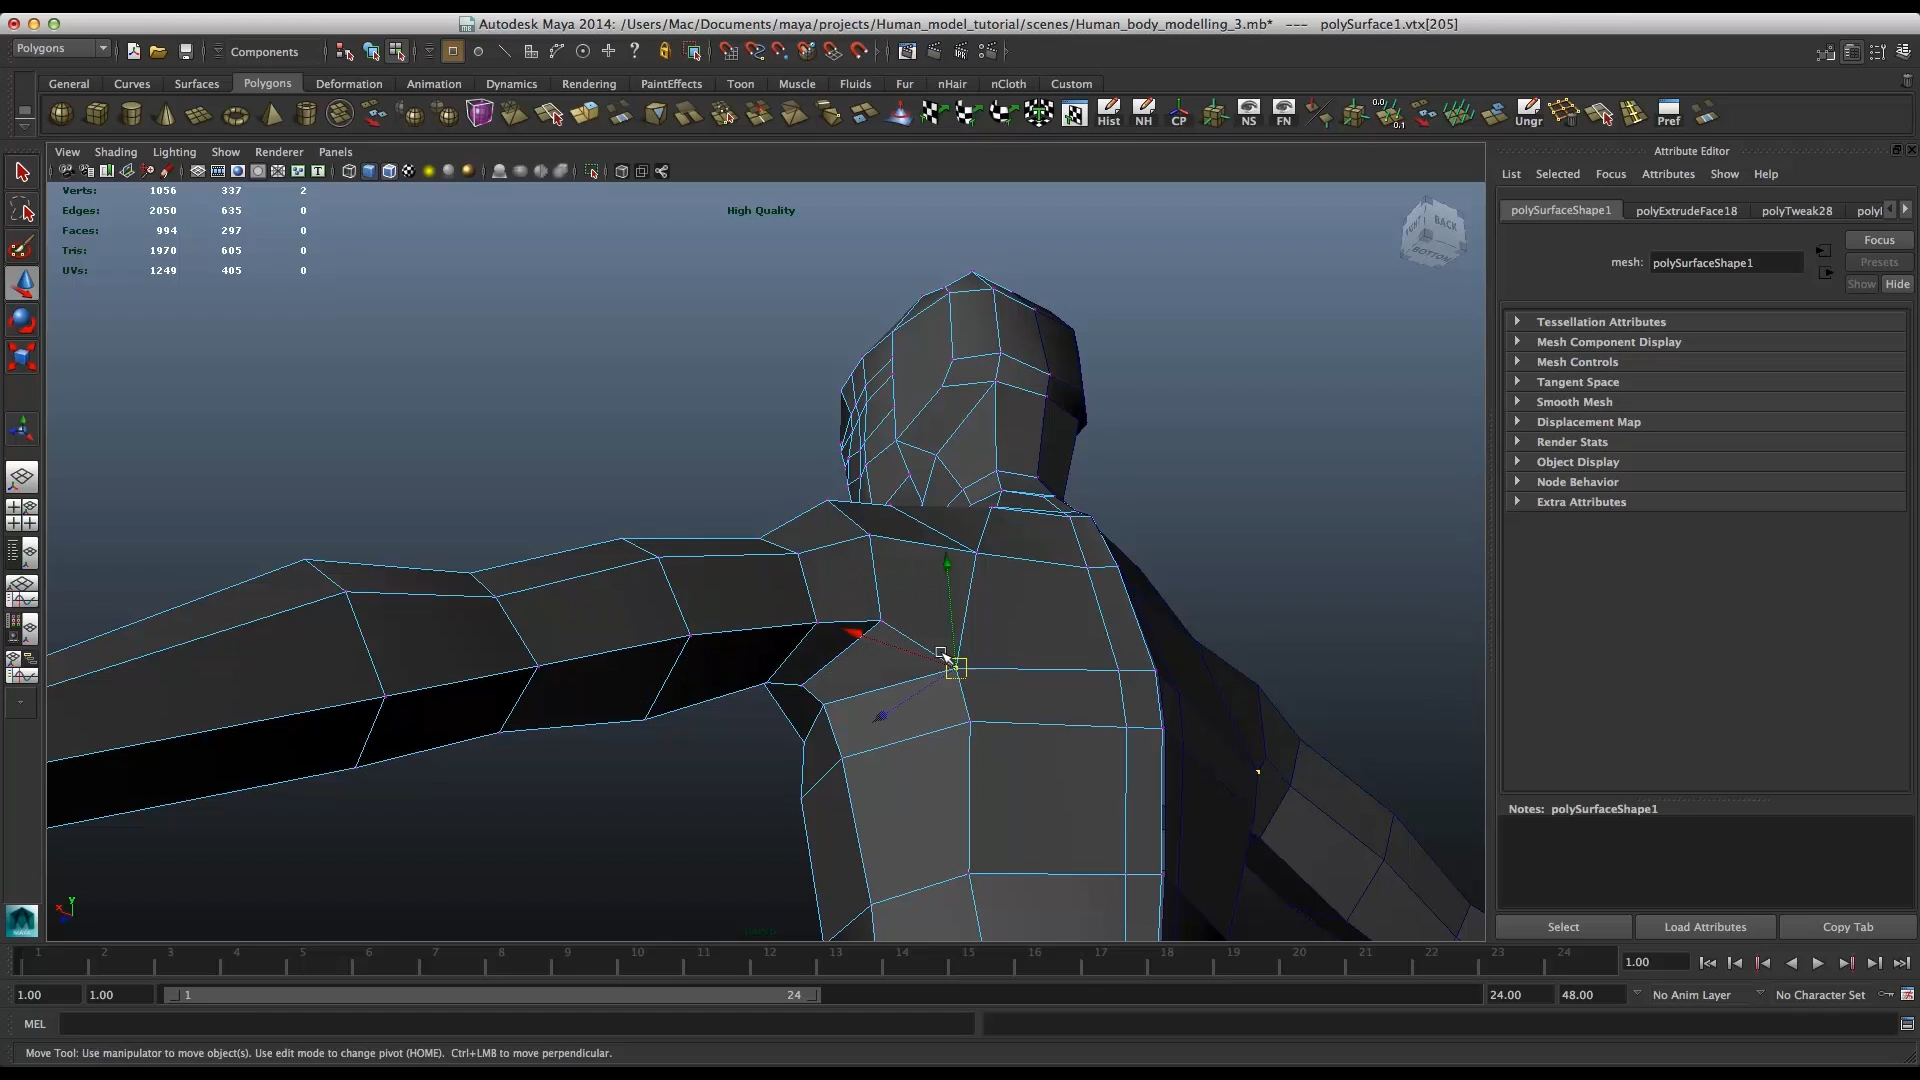 Autodesk Maya 2014: /Users/Mac/Documents/maya/projects/Human_model_tutorial/scenes/Human_body_modelling_3.mb* --- polySurface1.vtx[205]
Polygons Components
General Curves Surfaces Polygons Deformation Animation Dynamics Rendering PaintEffects Toon Muscle Fluids Fur nHair nCloth Custom
Hist NH CP NS FN 0.0 0.1 Ungr Pref
View Shading Lighting Show Renderer Panels
Attribute Editor
List Selected Focus Attributes Show Help
Verts: 1056 337 2
Edges: 2050 635 0
Faces: 994 297 0
Tris: 1970 605 0
UVs: 1249 405 0
High Quality
BACK
BOTTOM
polySurfaceShape1 polyExtrudeFace18 polyTweak28
Focus
mesh: polySurfaceShape1
Presets
Show Hide
Tessellation Attributes
Mesh Component Display
Mesh Controls
Tangent Space
Smooth Mesh
Displacement Map
Render Stats
Object Display
Node Behavior
Extra Attributes
Notes: polySurfaceShape1
Select Load Attributes Copy Tab
y
x
persp
1 2 3 4 5 6 7 8 9 10 11 12 13 14 15 16 17 18 19 20 21 22 23 24 1.00
1.00 1.00 1 24 24.00 48.00 No Anim Layer No Character Set
MEL
Move Tool: Use manipulator to move object(s). Use edit mode to change pivot (HOME). Ctrl+LMB to move perpendicular.